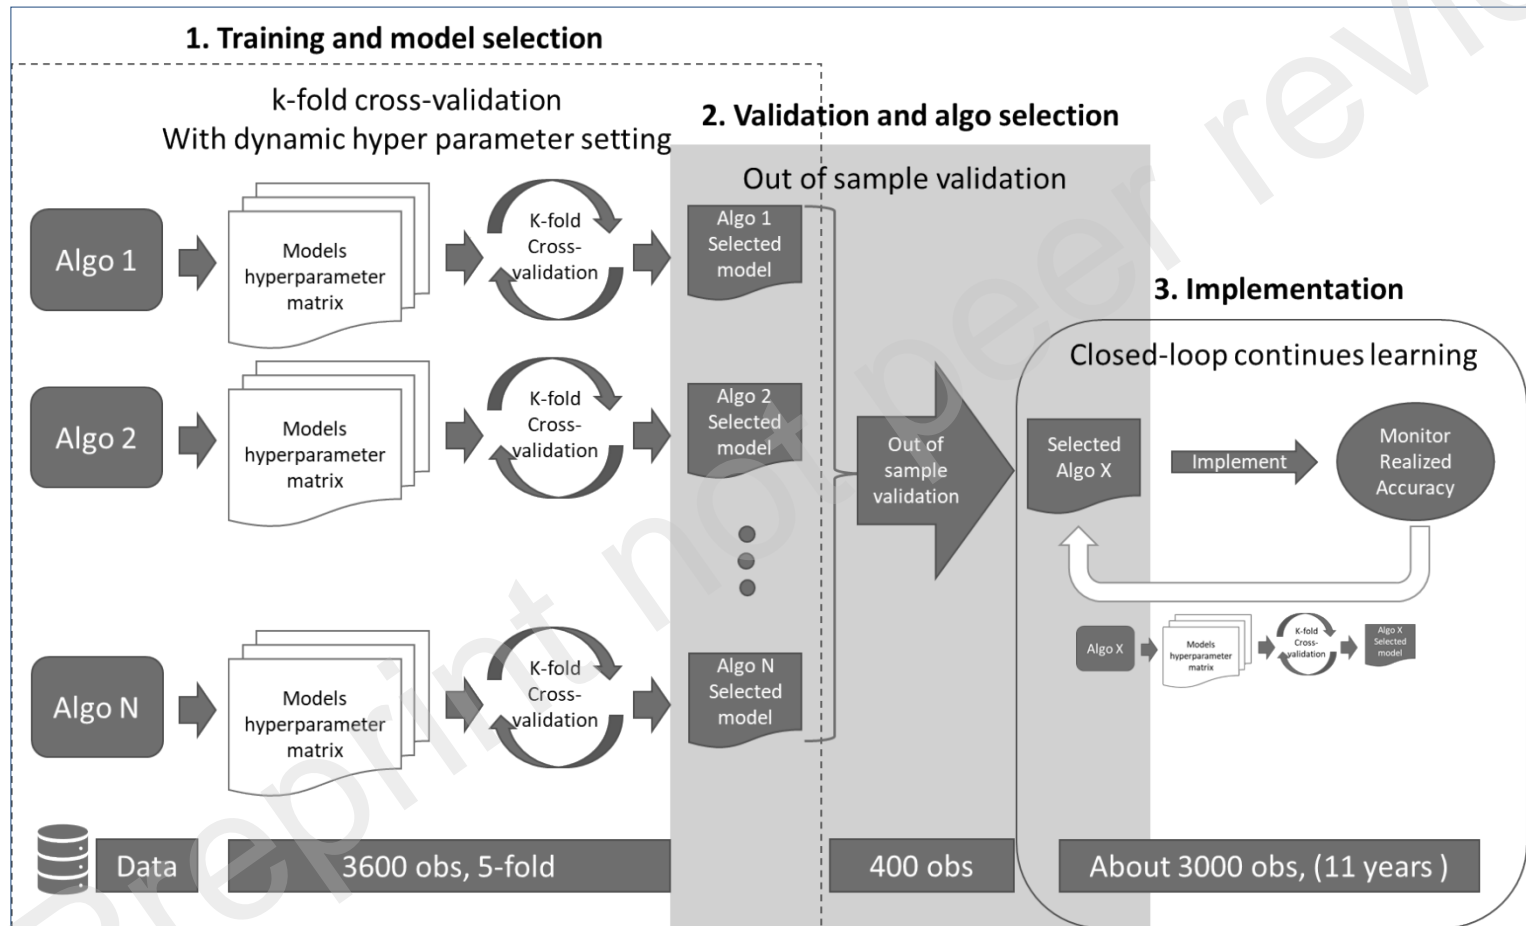 1. Training and model selection
k-fold cross-validation
With dynamic hyper parameter setting
2. Validation and algo selection
Out of sample validation
3. Implementation
Closed-loop continues learning
Algo 1
Models
hyperparameter
matrix
K-fold
Cross-
validation
Algo 1
Selected
model
Algo 2
Models
hyperparameter
matrix
K-fold
Cross-
validation
Algo 2
Selected
model
Algo N
Models
hyperparameter
matrix
K-fold
Cross-
validation
Algo N
Selected
model
Out of
sample
validation
Selected
Algo X
Implement
Monitor
Realized
Accuracy
Algo X
Models
hyperparameter
matrix
K-fold
Cross-
validation
Algo X
Selected
model
Data
3600 obs, 5-fold
400 obs
About 3000 obs, (11 years )
Preprint not peer revie